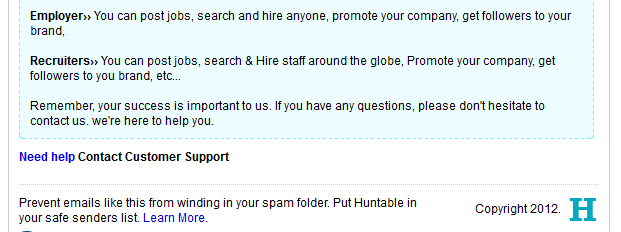 Employer›› You can post jobs, search and hire anyone, promote your company, get followers to your
brand,
Recruiters›› You can post jobs, search & Hire staff around the globe, Promote your company, get
followers to you brand, etc...
Remember, your success is important to us. If you have any questions, please don't hesitate to
contact us. we're here to help you.
Need help Contact Customer Support
Prevent emails like this from winding in your spam folder. Put Huntable in
your safe senders list. Learn More.
Copyright 2012. H